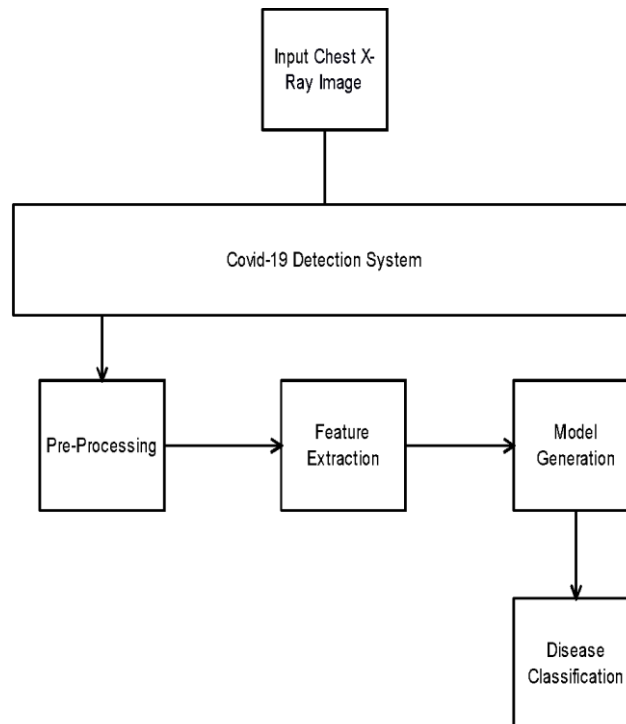 Input Chest X-
Ray Image
Covid-19 Detection System
Pre-Processing
Feature
Extraction
Model
Generation
Disease
Classification